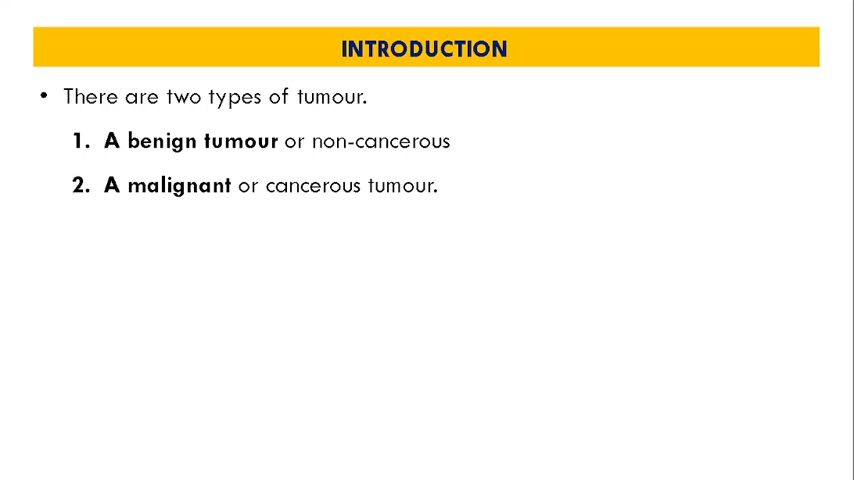 INTRODUCTION
• There are two types of tumour.
1. A benign tumour or non-cancerous
2. A malignant or cancerous tumour.